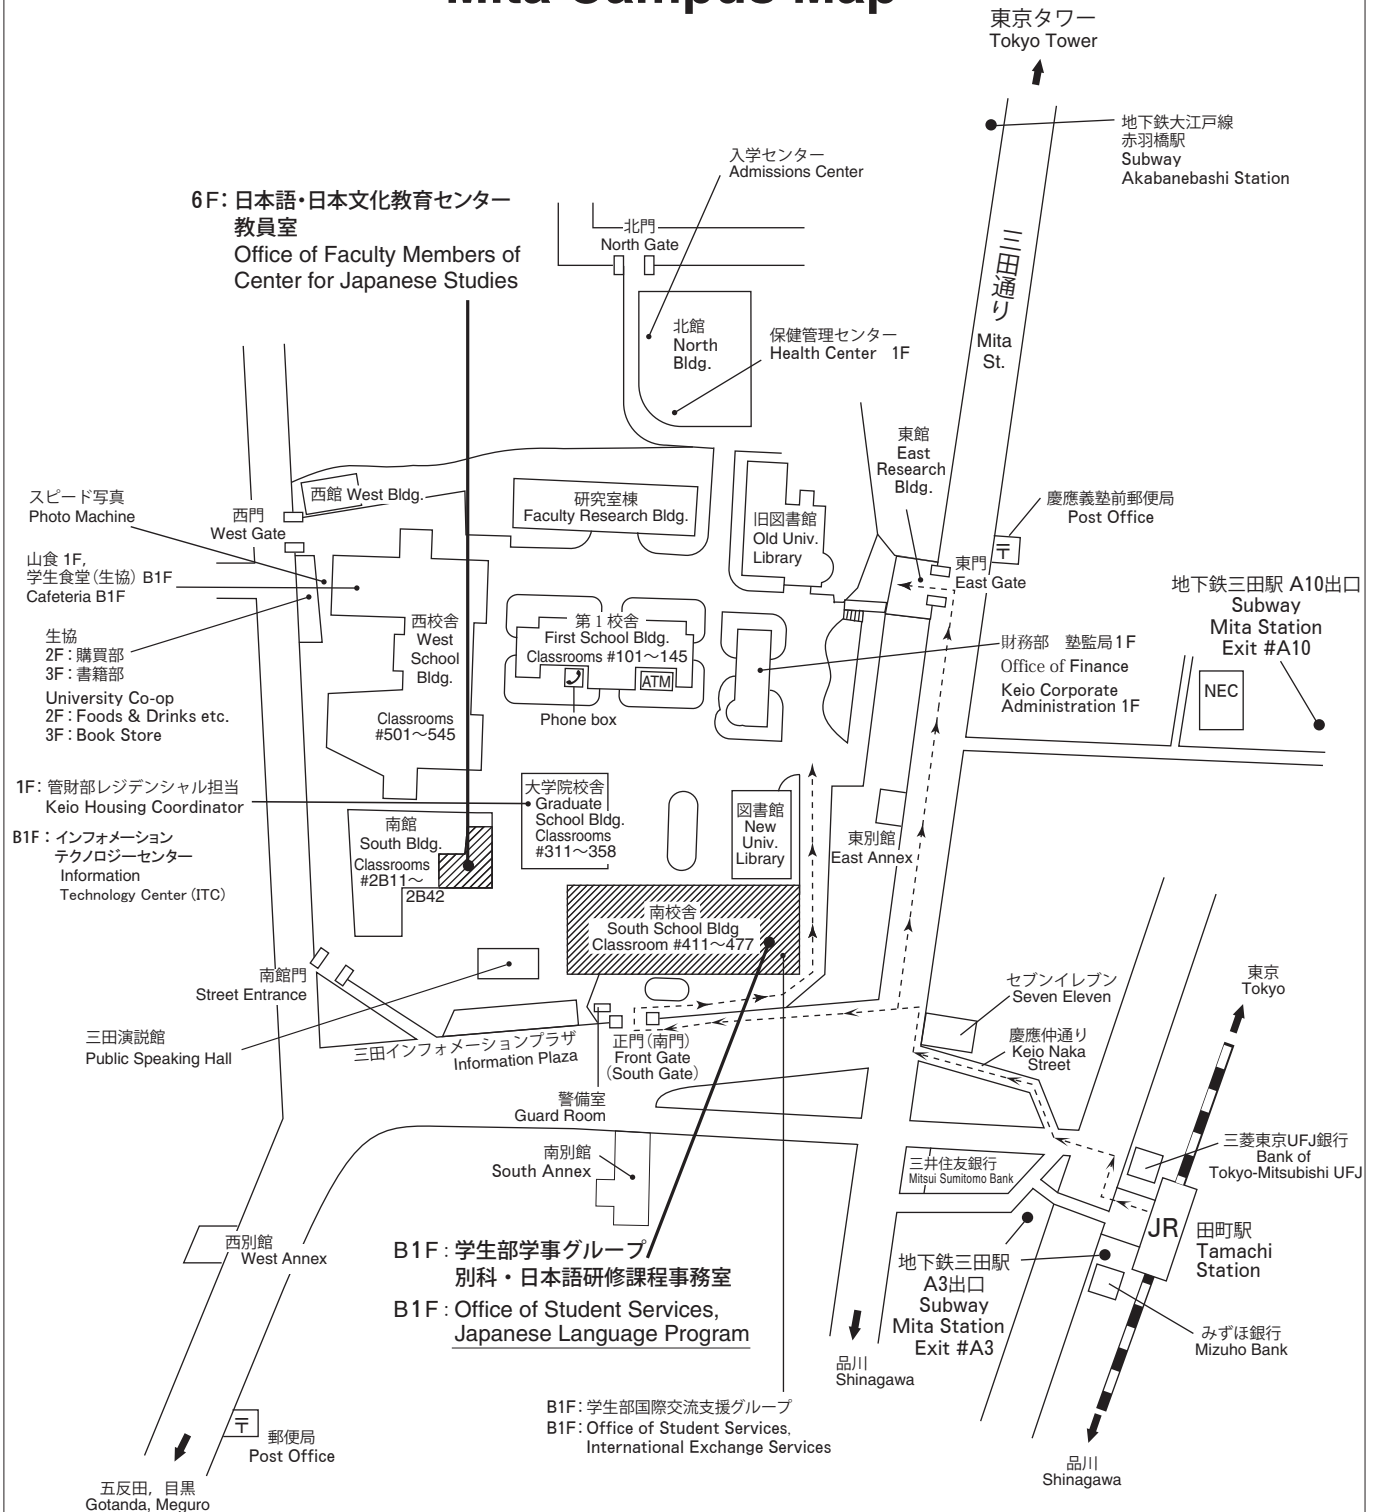 Mita Campus Map
東京タワー
Tokyo Tower
地下鉄大江戸線
赤羽橋駅
Subway
Akabanebashi Station
入学センター
Admissions Center
6F：日本語・日本文化教育センター
教員室
Office of Faculty Members of
Center for Japanese Studies
北門
North Gate
三田通り
Mita
St.
北館
North
Bldg.
保健管理センター
Health Center 1F
東館
East
Research
Bldg.
スピード写真
Photo Machine
西館 West Bldg.
西門
West Gate
研究室棟
Faculty Research Bldg.
旧図書館
Old Univ.
Library
慶應義塾前郵便局
Post Office
〒
東門
East Gate
山食 1F,
学生食堂（生協）B1F
Cafeteria B1F
地下鉄三田駅 A10出口
Subway
Mita Station
Exit #A10
生協
2F：購買部
3F：書籍部
University Co-op
2F：Foods & Drinks etc.
3F：Book Store
西校舎
West
School
Bldg.
Classrooms
#501〜545
第1校舎
First School Bldg.
Classrooms #101〜145
ATM
Phone box
財務部 塾監局1F
Office of Finance
Keio Corporate
Administration 1F
NEC
1F：管財部レジデンシャル担当
Keio Housing Coordinator
B1F：インフォメーション
テクノロジーセンター
Information
Technology Center (ITC)
南館
South Bldg.
Classrooms
#2B11〜
2B42
大学院校舎
Graduate
School Bldg.
Classrooms
#311〜358
図書館
New
Univ.
Library
東別館
East Annex
南校舎
South School Bldg
Classroom #411〜477
南館門
Street Entrance
三田演説館
Public Speaking Hall
三田インフォメーションプラザ
Information Plaza
正門（南門）
Front Gate
(South Gate)
セブンイレブン
Seven Eleven
慶應仲通り
Keio Naka
Street
東京
Tokyo
警備室
Guard Room
南別館
South Annex
三井住友銀行
Mitsui Sumitomo Bank
三菱東京UFJ銀行
Bank of
Tokyo-Mitsubishi UFJ
JR
田町駅
Tamachi
Station
西別館
West Annex
B1F：学生部学事グループ
別科・日本語研修課程事務室
B1F：Office of Student Services,
Japanese Language Program
地下鉄三田駅
A3出口
Subway
Mita Station
Exit #A3
みずほ銀行
Mizuho Bank
品川
Shinagawa
B1F：学生部国際交流支援グループ
B1F：Office of Student Services,
International Exchange Services
〒
郵便局
Post Office
品川
Shinagawa
五反田，目黒
Gotanda, Meguro